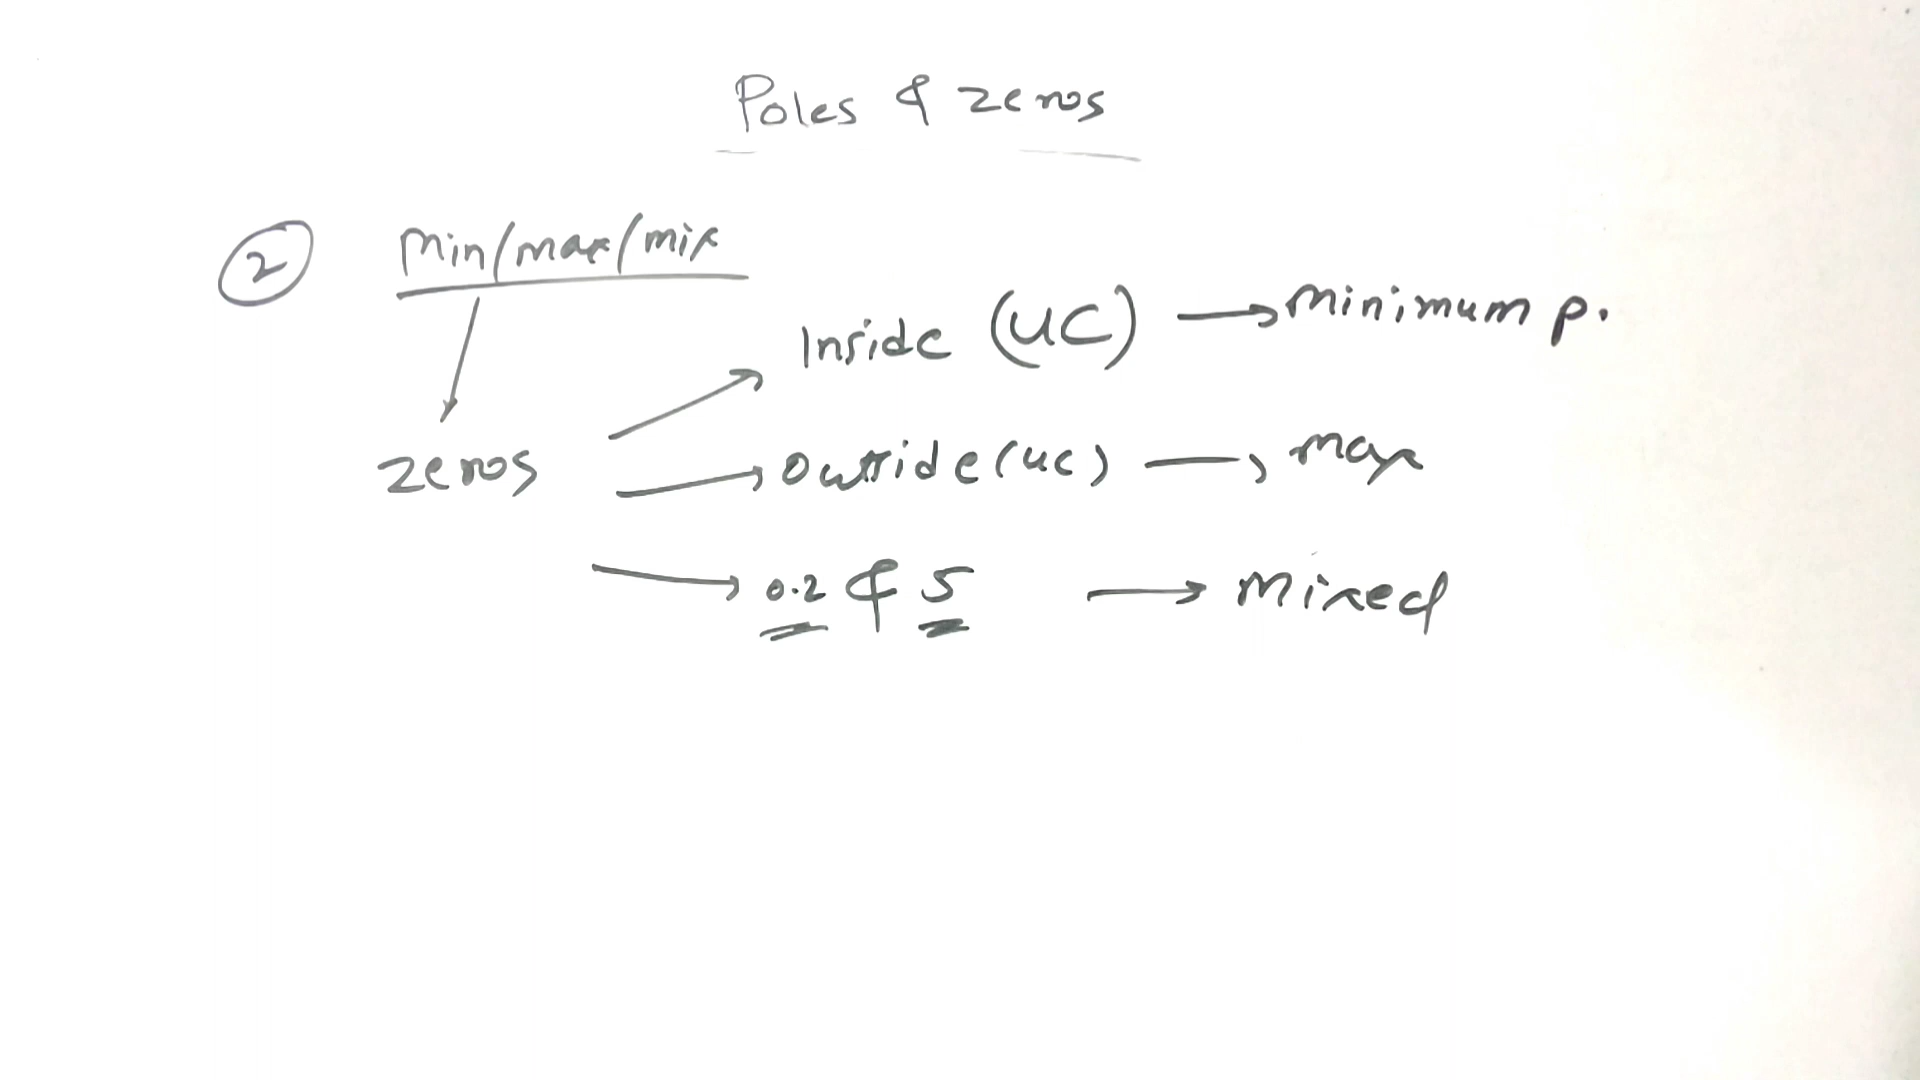 Poles & zeros
② Min/max/mix
Inside (UC) → Minimum p.
zeros → Outside (UC) → Max
→ 0.2 & 5 → Mixed